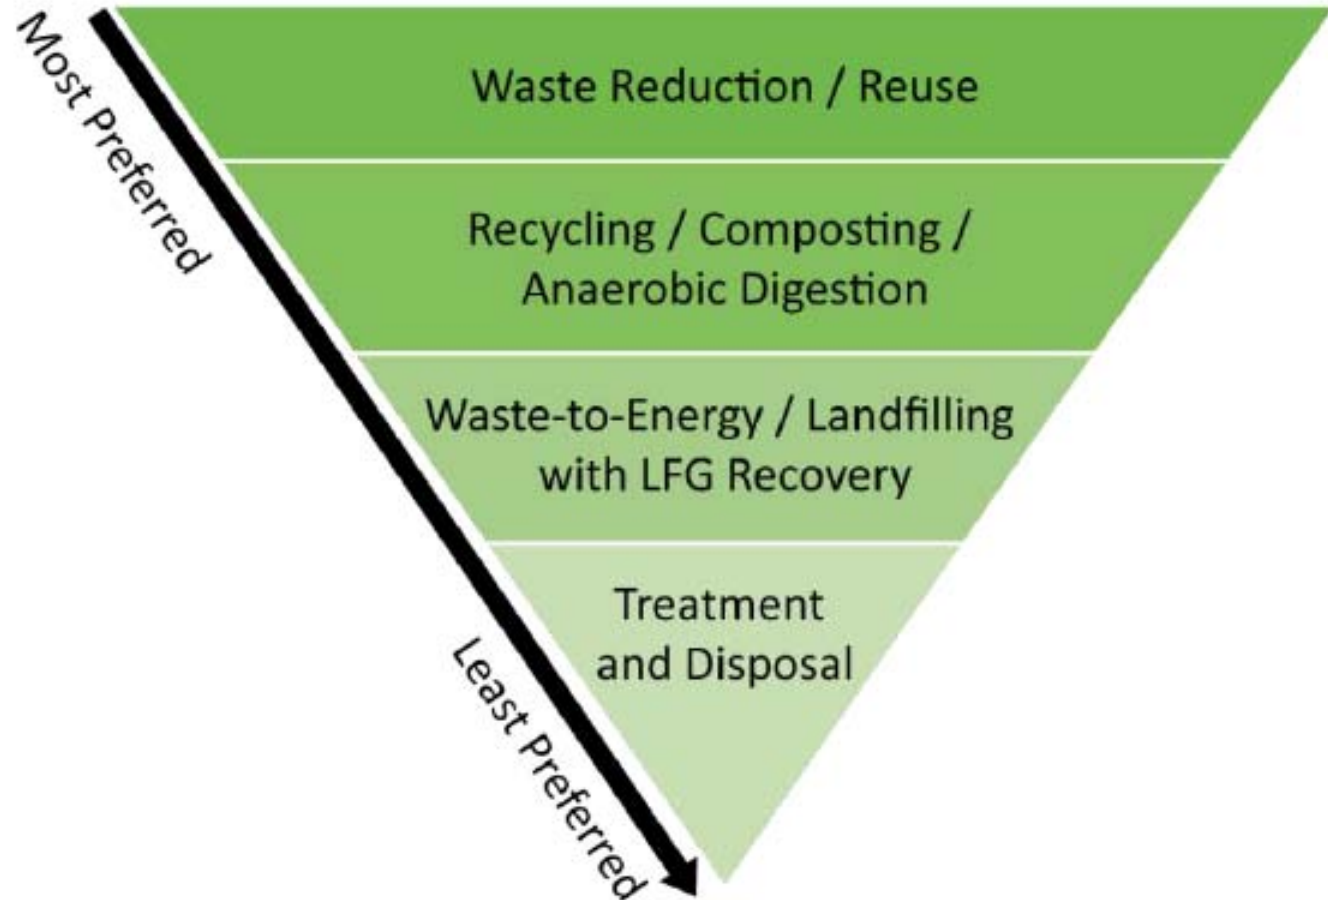 Most Preferred
Waste Reduction / Reuse
Recycling / Composting /
Anaerobic Digestion
Waste-to-Energy / Landfilling
with LFG Recovery
Treatment
and Disposal
Least Preferred